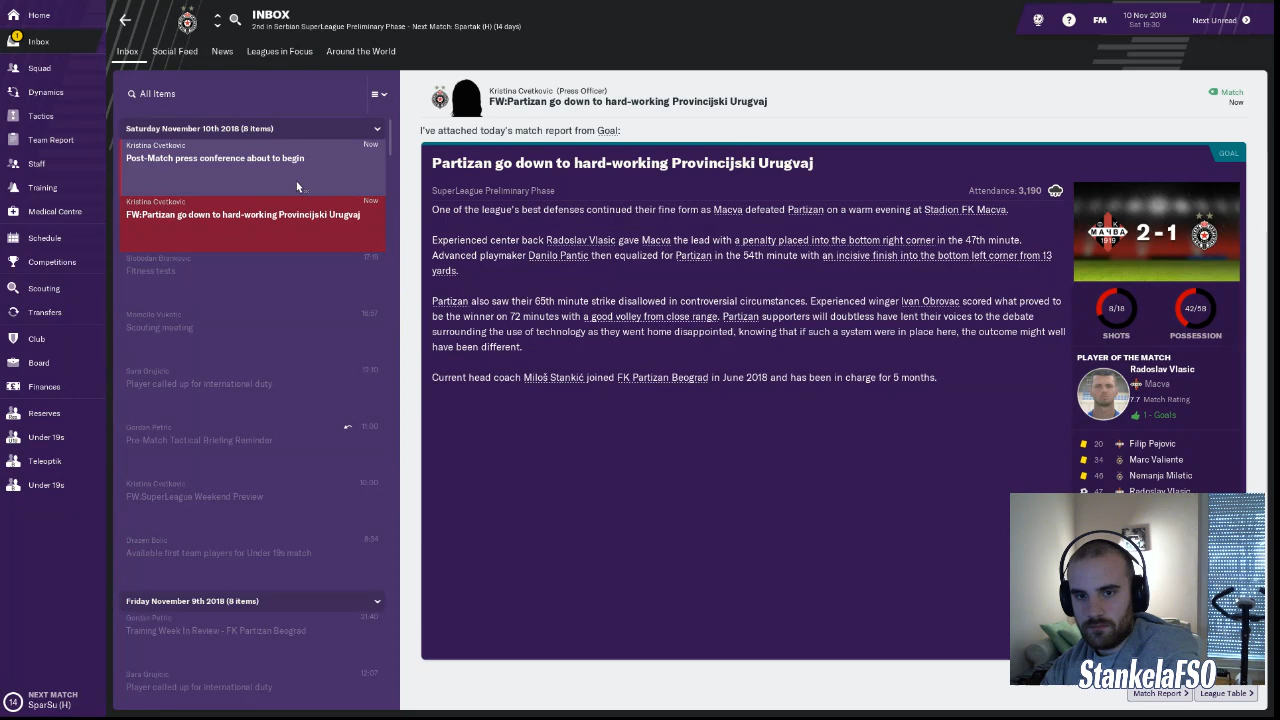 INBOX
2nd in Serbian SuperLeague Preliminary Phase - Next Match: Spartak (H) (14 days)
FM
10 Nov 2018
Sat 19:30
Next Unread
Home
1
Inbox
Squad
Dynamics
Tactics
Team Report
Staff
Training
Medical Centre
Schedule
Competitions
Scouting
Transfers
Club
Board
Finances
Reserves
Under 19s
Teleoptik
Under 19s
14
NEXT MATCH
SparSu (H)
Inbox
Social Feed
News
Leagues in Focus
Around the World
All Items
Saturday November 10th 2018 (8 items)
Kristina Cvetkovic
Now
Post-Match press conference about to begin
Kristina Cvetkovic
Now
FW:Partizan go down to hard-working Provincijski Urugvaj
Slobodan Brankovic
17:19
Fitness tests
Momcilo Vukotic
16:57
Scouting meeting
Sara Grujicic
12:10
Player called up for international duty
Gordan Petric
11:00
Pre-Match Tactical Briefing Reminder
Kristina Cvetkovic
10:00
FW:SuperLeague Weekend Preview
Drazen Bolic
8:34
Available first team players for Under 19s match
Friday November 9th 2018 (8 items)
Gordan Petric
21:40
Training Week In Review - FK Partizan Beograd
Sara Grujicic
12:07
Player called up for international duty
Kristina Cvetkovic (Press Officer)
FW:Partizan go down to hard-working Provincijski Urugvaj
Match
Now
I've attached today's match report from Goal:
GOAL
Partizan go down to hard-working Provincijski Urugvaj
SuperLeague Preliminary Phase
Attendance: 3,190
One of the league's best defenses continued their fine form as Macva defeated Partizan on a warm evening at Stadion FK Macva.
Experienced center back Radoslav Vlasic gave Macva the lead with a penalty placed into the bottom right corner in the 47th minute.
Advanced playmaker Danilo Pantic then equalized for Partizan in the 54th minute with an incisive finish into the bottom left corner from 13
yards.
Partizan also saw their 65th minute strike disallowed in controversial circumstances. Experienced winger Ivan Obrovac scored what proved to
be the winner on 72 minutes with a good volley from close range. Partizan supporters will doubtless have lent their voices to the debate
surrounding the use of technology as they went home disappointed, knowing that if such a system were in place here, the outcome might well
have been different.
Current head coach Miloš Stankić joined FK Partizan Beograd in June 2018 and has been in charge for 5 months.
МАЧВА
1919
2 - 1
8/18
SHOTS
42/58
POSSESSION
PLAYER OF THE MATCH
Radoslav Vlasic
Macva
7.7 Match Rating
1 - Goals
20 Filip Pejovic
34 Marc Valiente
46 Nemanja Miletic
47 Radoslav Vlasic
StankelaFSO
Match Report
League Table